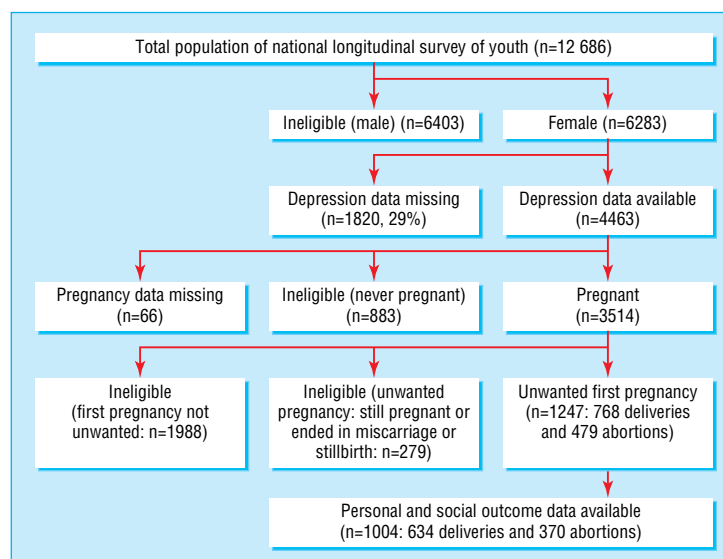 Total population of national longitudinal survey of youth (n=12 686)
Ineligible (male) (n=6403)
Female (n=6283)
Depression data missing
(n=1820, 29%)
Depression data available
(n=4463)
Pregnancy data missing
(n=66)
Ineligible (never pregnant)
(n=883)
Pregnant
(n=3514)
Ineligible
(first pregnancy not
unwanted: n=1988)
Ineligible (unwanted
pregnancy: still pregnant or
ended in miscarriage or
stillbirth: n=279)
Unwanted first pregnancy
(n=1247: 768 deliveries
and 479 abortions)
Personal and social outcome data available
(n=1004: 634 deliveries and 370 abortions)